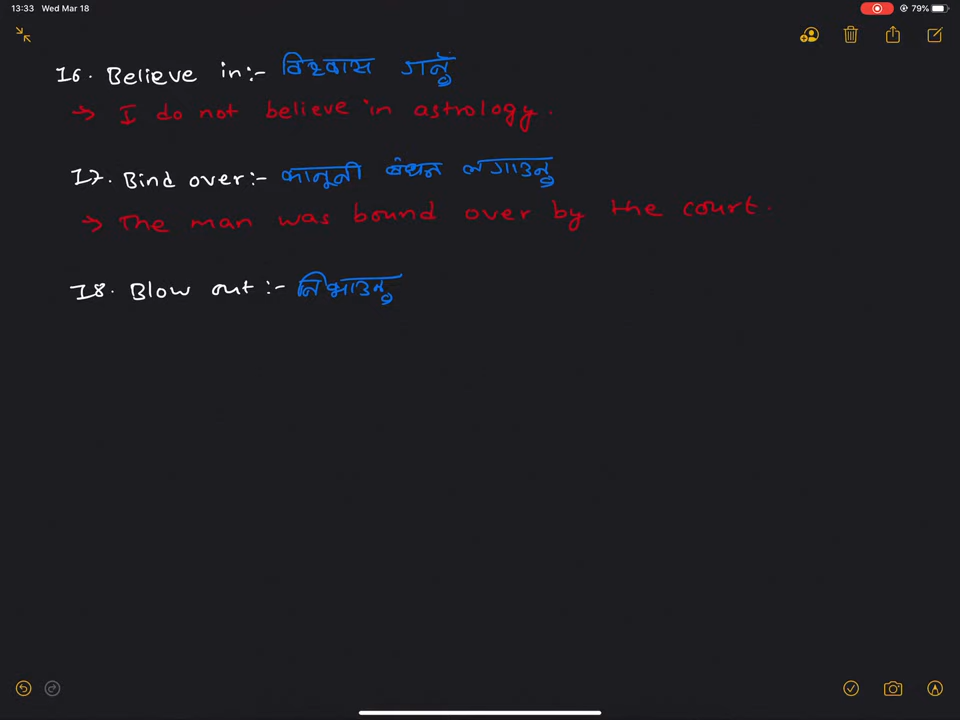 13:33 Wed Mar 18
79%
16. Believe in:- विश्वास गर्नु
→ I do not believe in astrology.
17. Bind over:- कानूनी बंधन लगाउनु
→ The man was bound over by the court.
18. Blow out :- निभाउनु